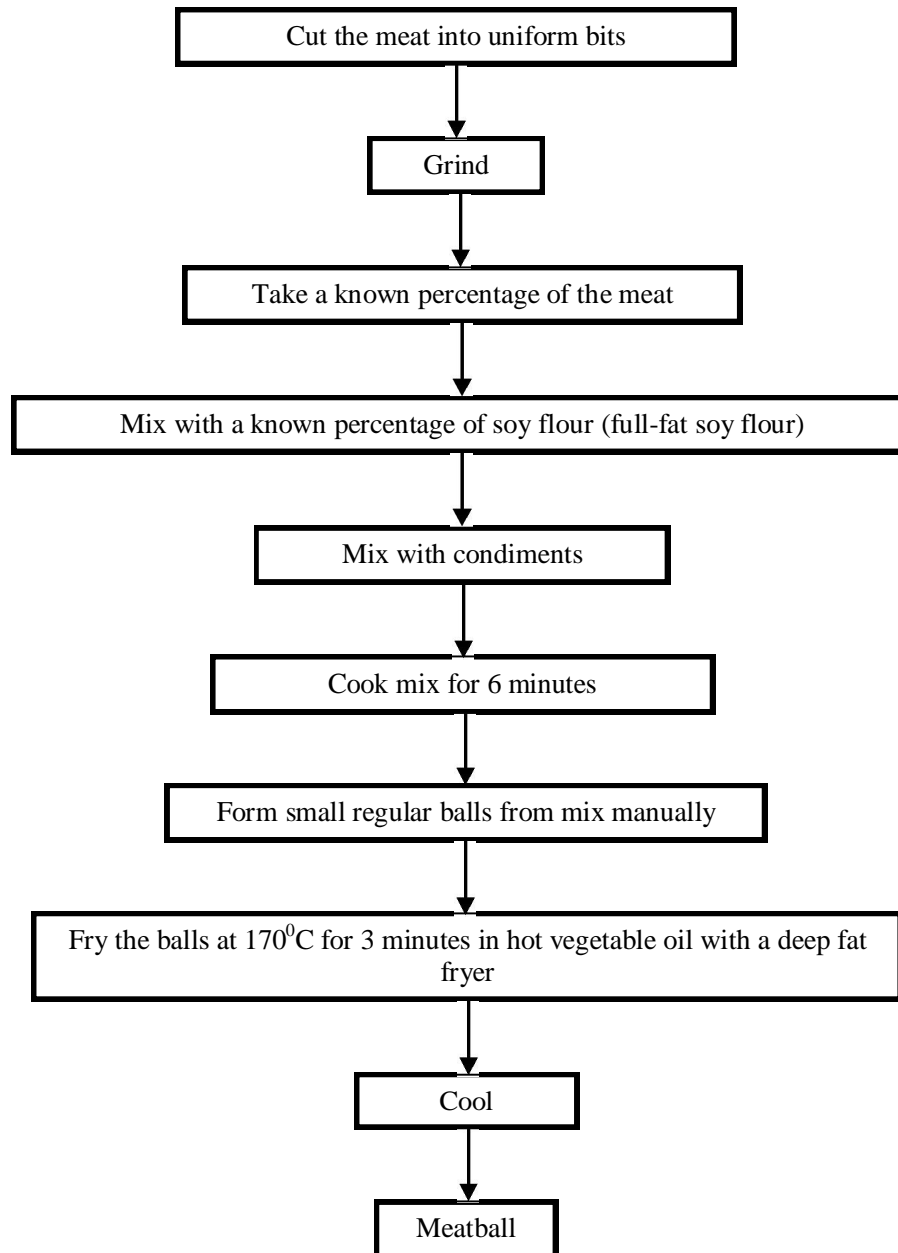 Cut the meat into uniform bits
Grind
Take a known percentage of the meat
Mix with a known percentage of soy flour (full-fat soy flour)
Mix with condiments
Cook mix for 6 minutes
Form small regular balls from mix manually
Fry the balls at 170⁰C for 3 minutes in hot vegetable oil with a deep fat
fryer
Cool
Meatball